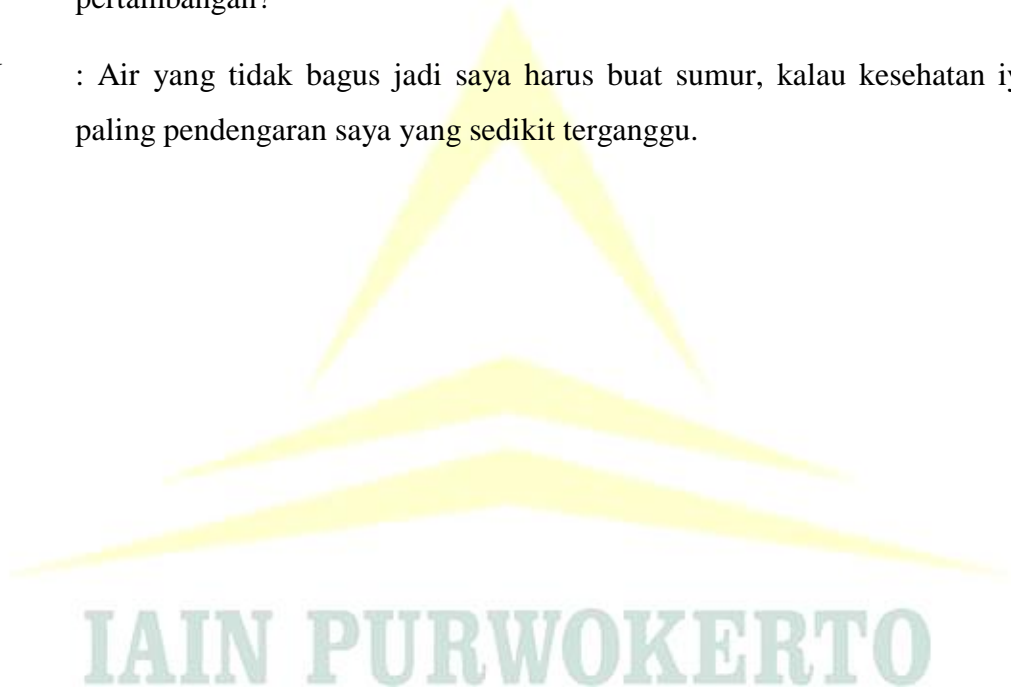 pertambangan?
: Air yang tidak bagus jadi saya harus buat sumur, kalau kesehatan
paling pendengaran saya yang sedikit terganggu.
IAIN PURWOKERTO